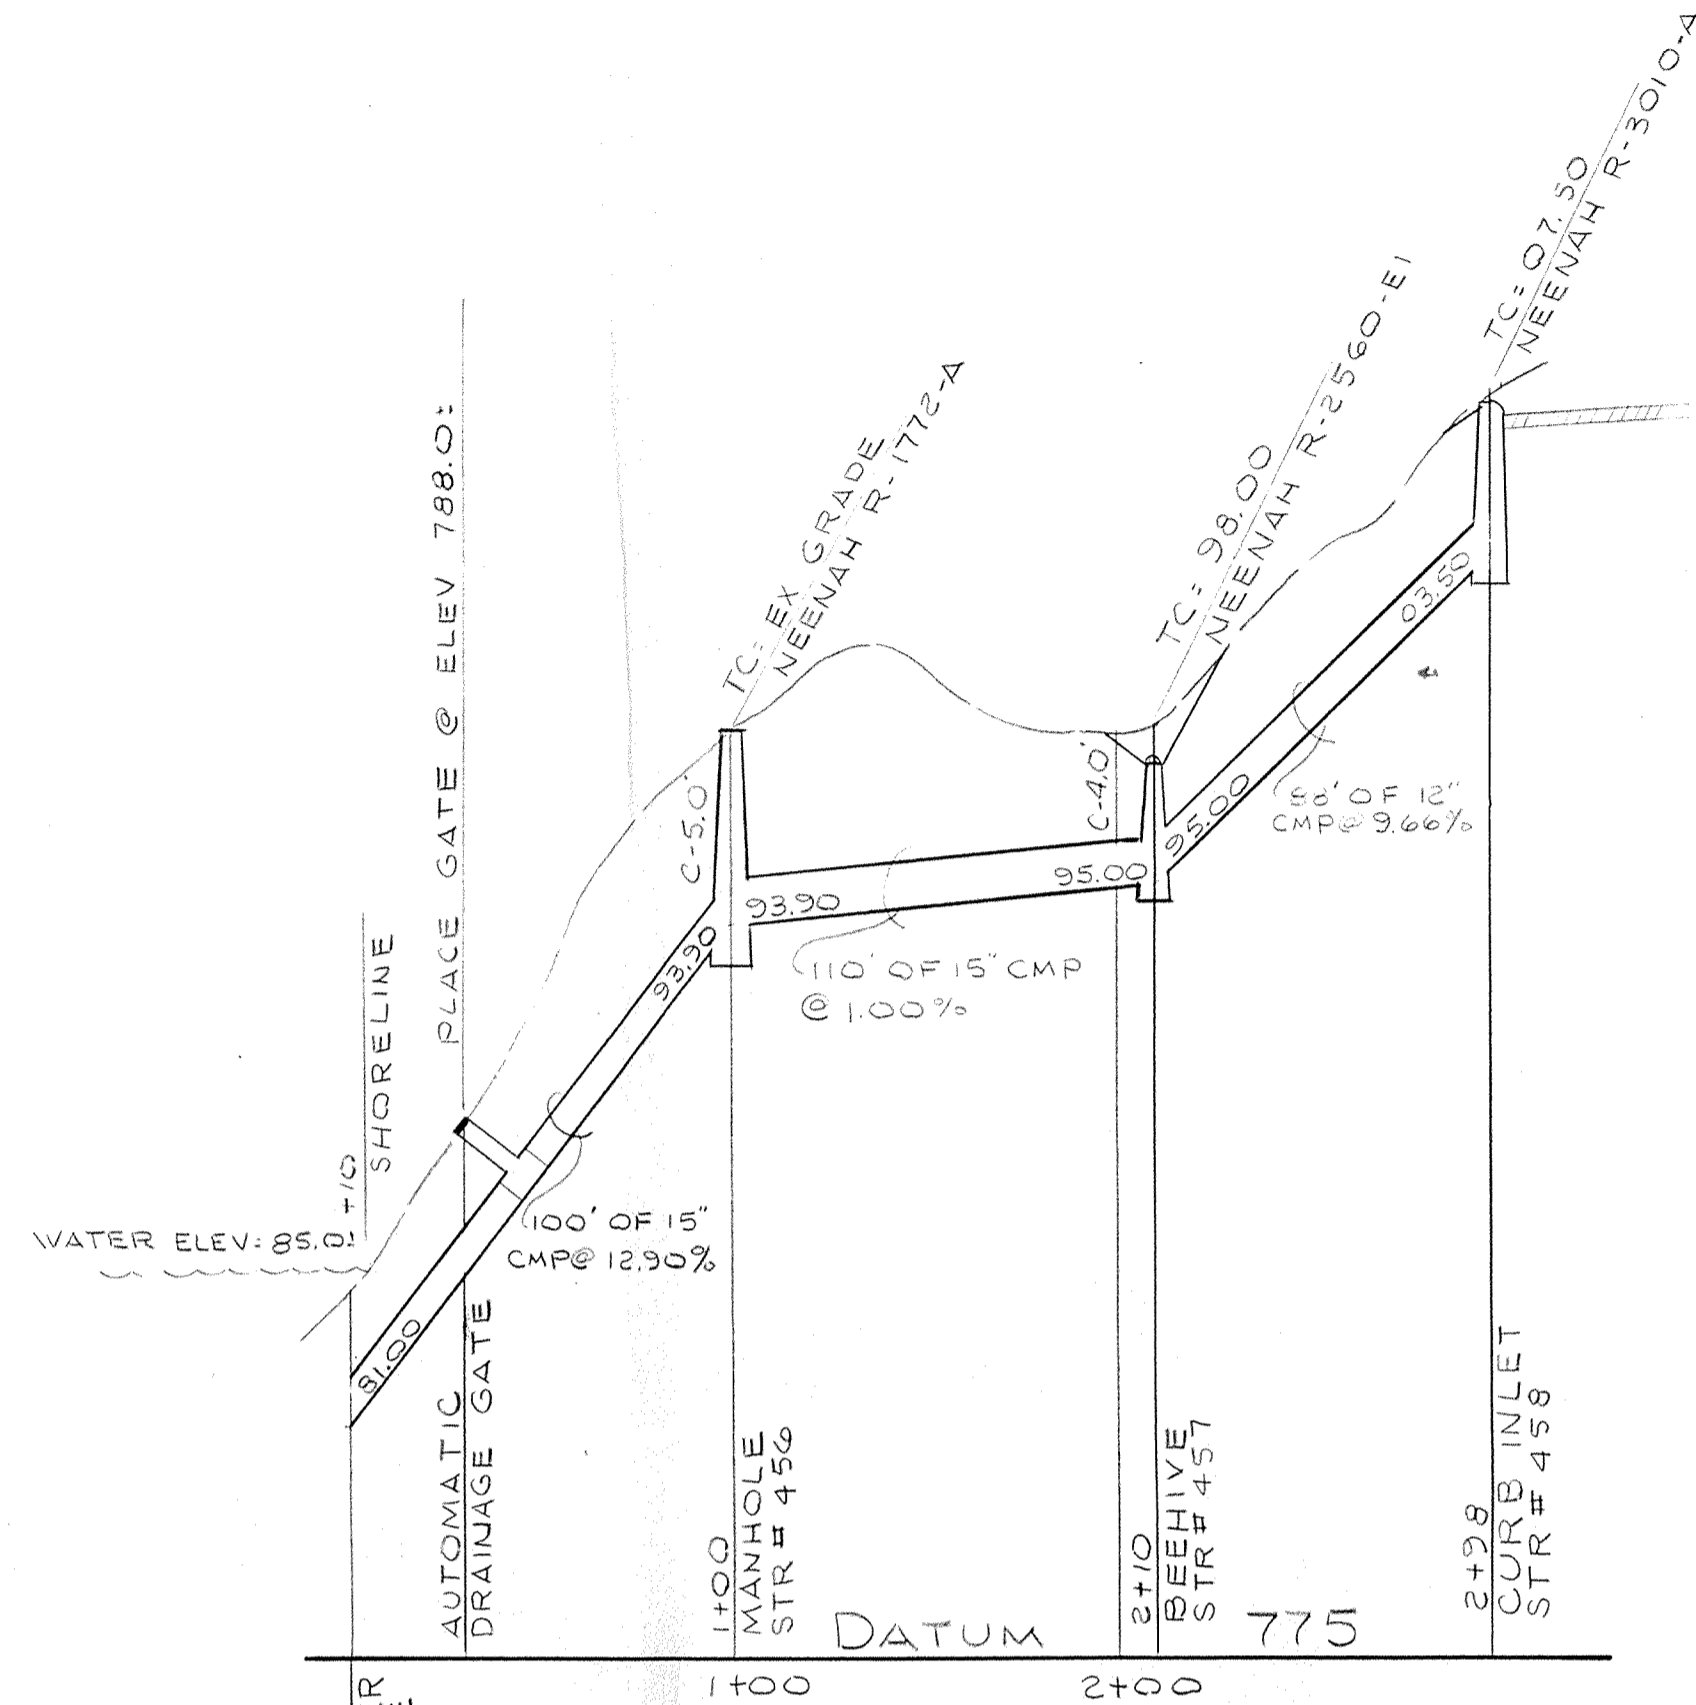 TC= 07.50
NEENAH R-3010-A
TC= 98.00
NEENAH R-2560-E1
TC= EX GRADE
NEENAH R-1772-A
PLACE GATE @ ELEV 788.0±
C-5.0'
C-4.0'
03.50
95.00
88' OF 12"
CMP@ 9.66%
95.00
93.90
93.90
110' OF 15" CMP
@ 1.00%
SHORELINE
+10
WATER ELEV= 85.0±
100' OF 15"
CMP@ 12.90%
81.00
AUTOMATIC
DRAINAGE GATE
1+00
MANHOLE
STR # 456
2+10
BEEHIVE
STR # 457
2+98
CURB INLET
STR # 458
DATUM 775
1+00
2+00